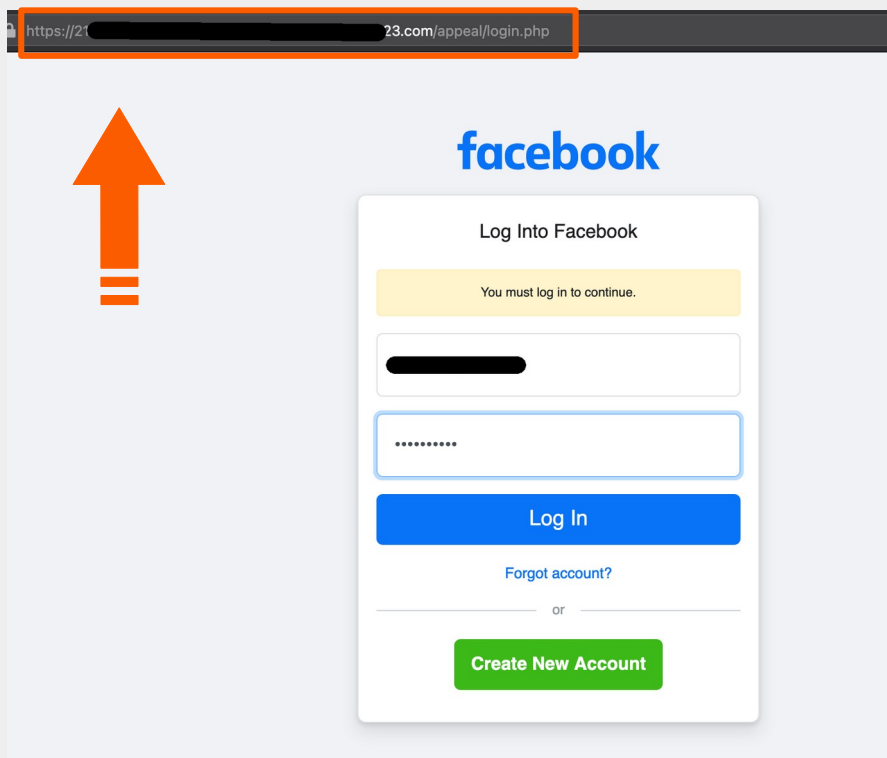 https://21 23.com/appeal/login.php
facebook
Log Into Facebook
You must log in to continue.
••••••••••
Log In
Forgot account?
or
Create New Account